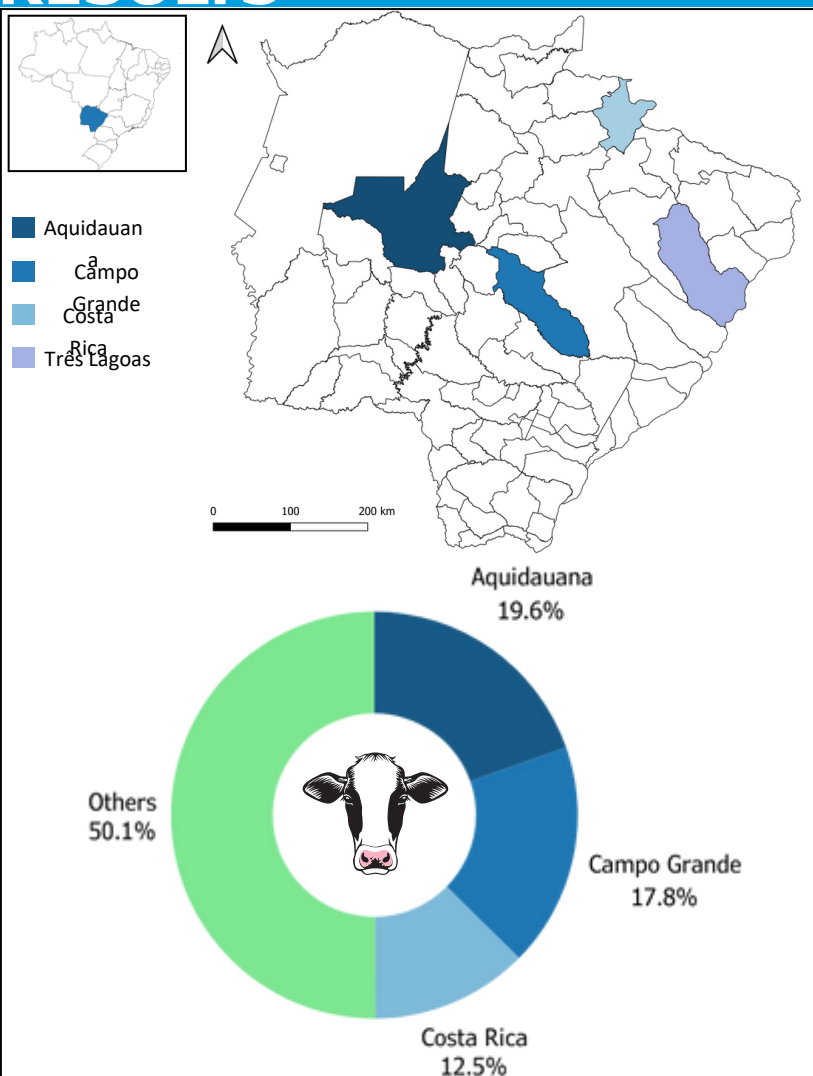 RESULTS
Aquidauan
a
Campo
Grande
Costa
Rica
Três Lagoas
0 100 200 km
Aquidauana
19.6%
Others
50.1%
Campo Grande
17.8%
Costa Rica
12.5%